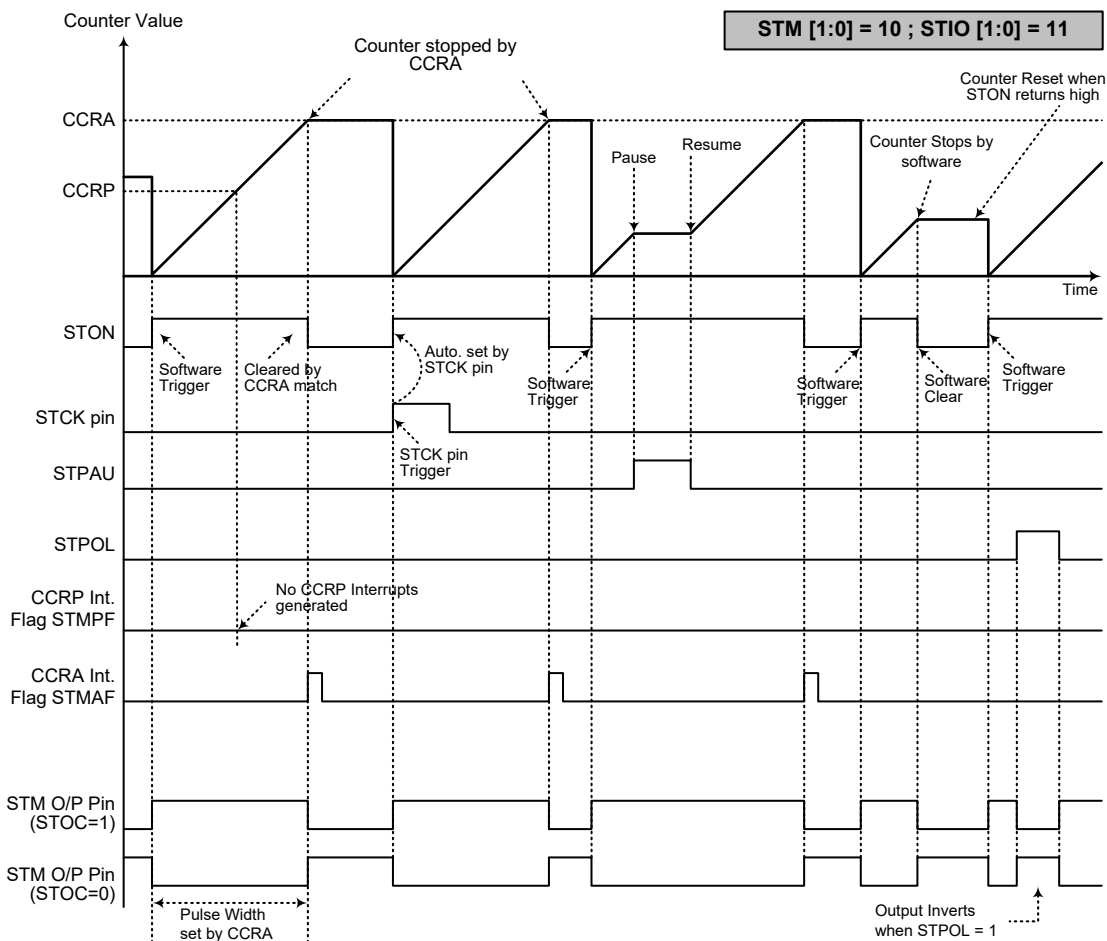 Counter Value
STM [1:0] = 10 ; STIO [1:0] = 11
Counter stopped by
CCRA
Counter Reset when
STON returns high
CCRA
Pause
Resume
Counter Stops by
software
CCRP
Time
STON
Software
Trigger
Cleared by
CCRA match
Auto. set by
STCK pin
Software
Trigger
Software
Trigger
Software
Clear
Software
Trigger
STCK pin
STCK pin
Trigger
STPAU
STPOL
CCRP Int.
Flag STMPF
No CCRP Interrupts
generated
CCRA Int.
Flag STMAF
STM O/P Pin
(STOC=1)
STM O/P Pin
(STOC=0)
Pulse Width
set by CCRA
Output Inverts
when STPOL = 1